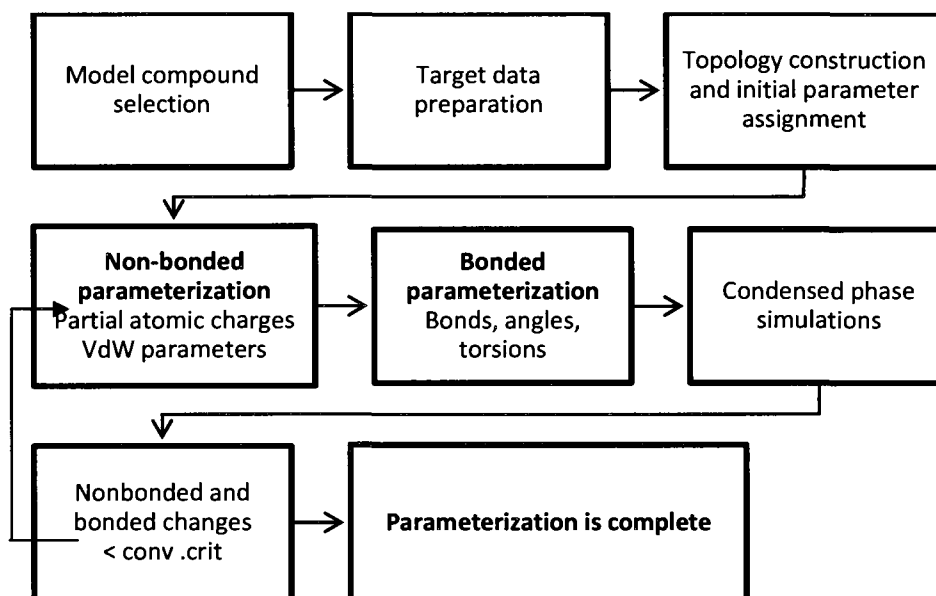 Model compound
selection
Target data
preparation
Topology construction
and initial parameter
assignment
Non-bonded
parameterization
Partial atomic charges
VdW parameters
Bonded
parameterization
Bonds, angles,
torsions
Condensed phase
simulations
Nonbonded and
bonded changes
< conv .crit
Parameterization is complete